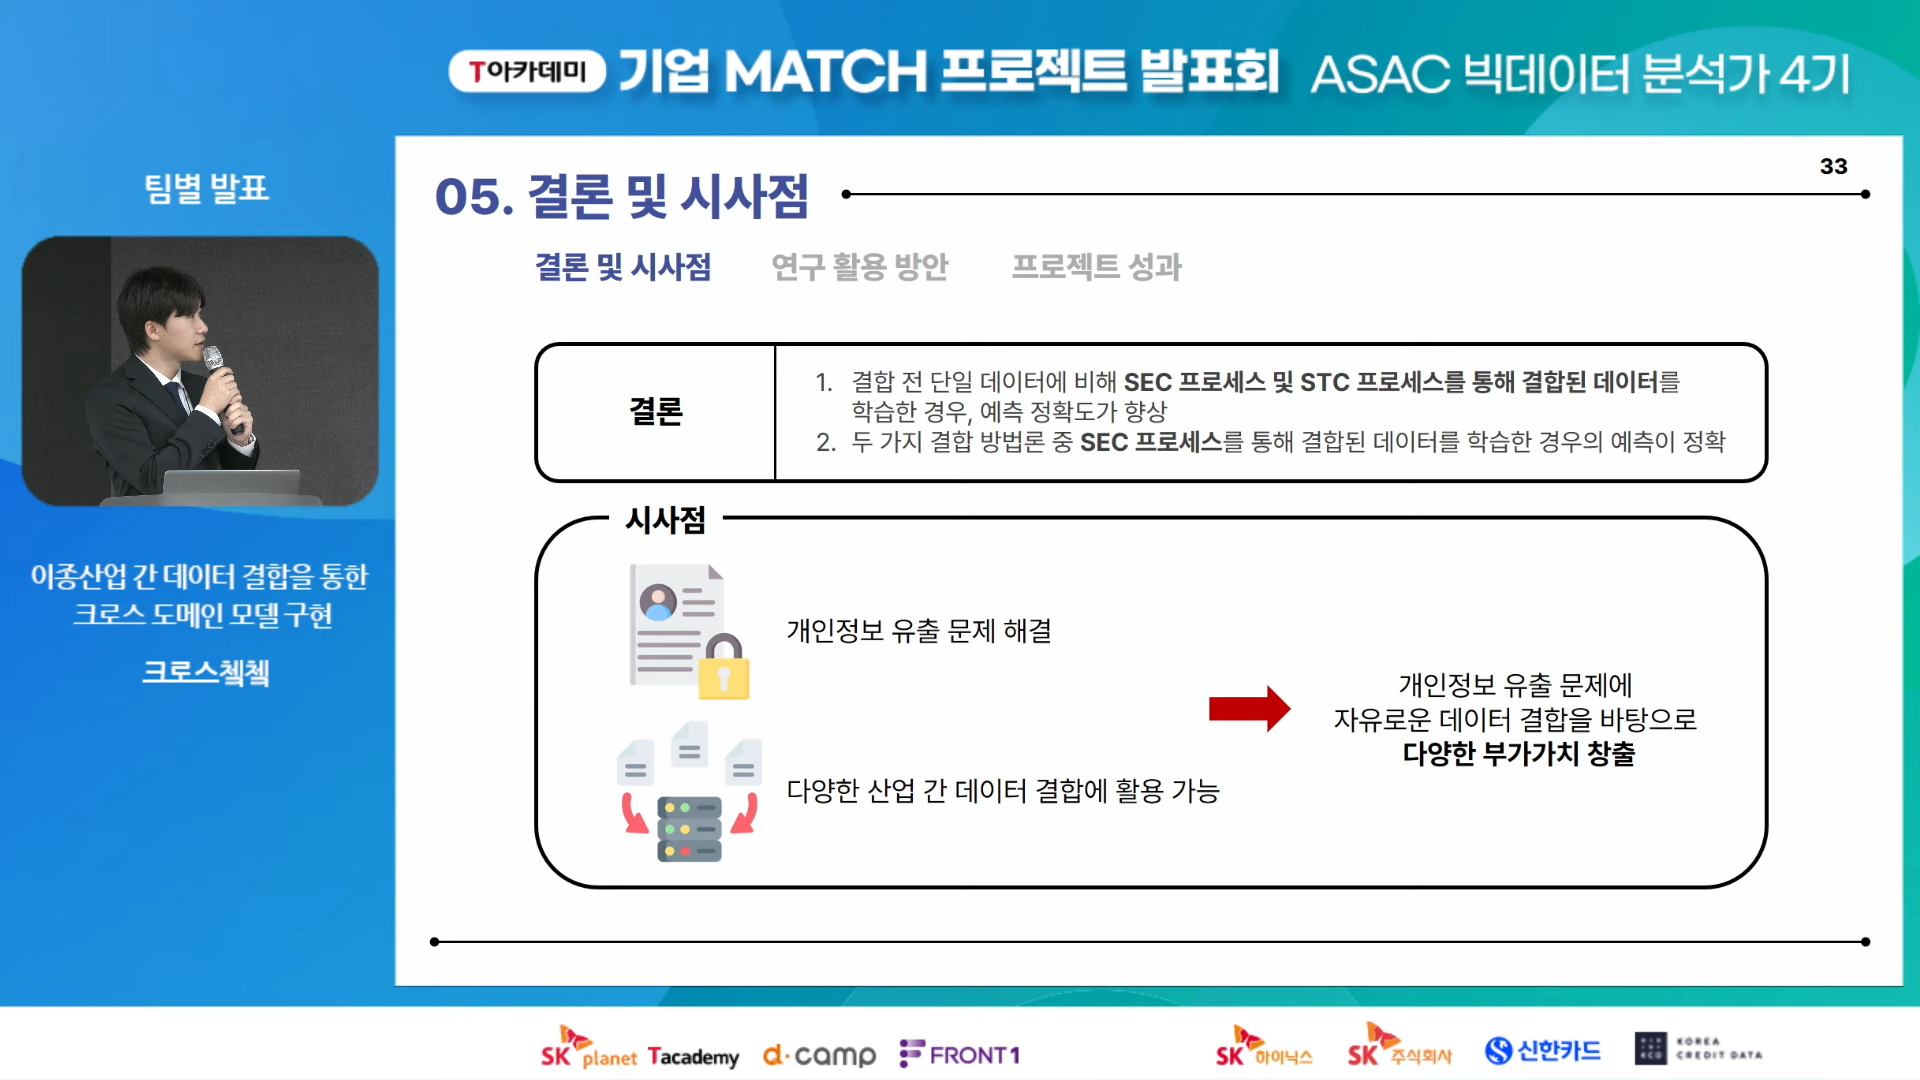 T아카데미 기업 MATCH 프로젝트 발표회 ASAC 빅데이터 분석가 4기
팀별 발표
이종산업 간 데이터 결합을 통한
크로스 도메인 모델 구현
크로스첵첵
33
05. 결론 및 시사점
결론 및 시사점 연구 활용 방안 프로젝트 성과
결론
1. 결합 전 단일 데이터에 비해 SEC 프로세스 및 STC 프로세스를 통해 결합된 데이터를
학습한 경우, 예측 정확도가 향상
2. 두 가지 결합 방법론 중 SEC 프로세스를 통해 결합된 데이터를 학습한 경우의 예측이 정확
시사점
개인정보 유출 문제 해결
다양한 산업 간 데이터 결합에 활용 가능
개인정보 유출 문제에
자유로운 데이터 결합을 바탕으로
다양한 부가가치 창출
SK planet Tacademy d·camp FRONT1 SK 하이닉스 SK 주식회사 신한카드 KCD KOREA
CREDIT DATA